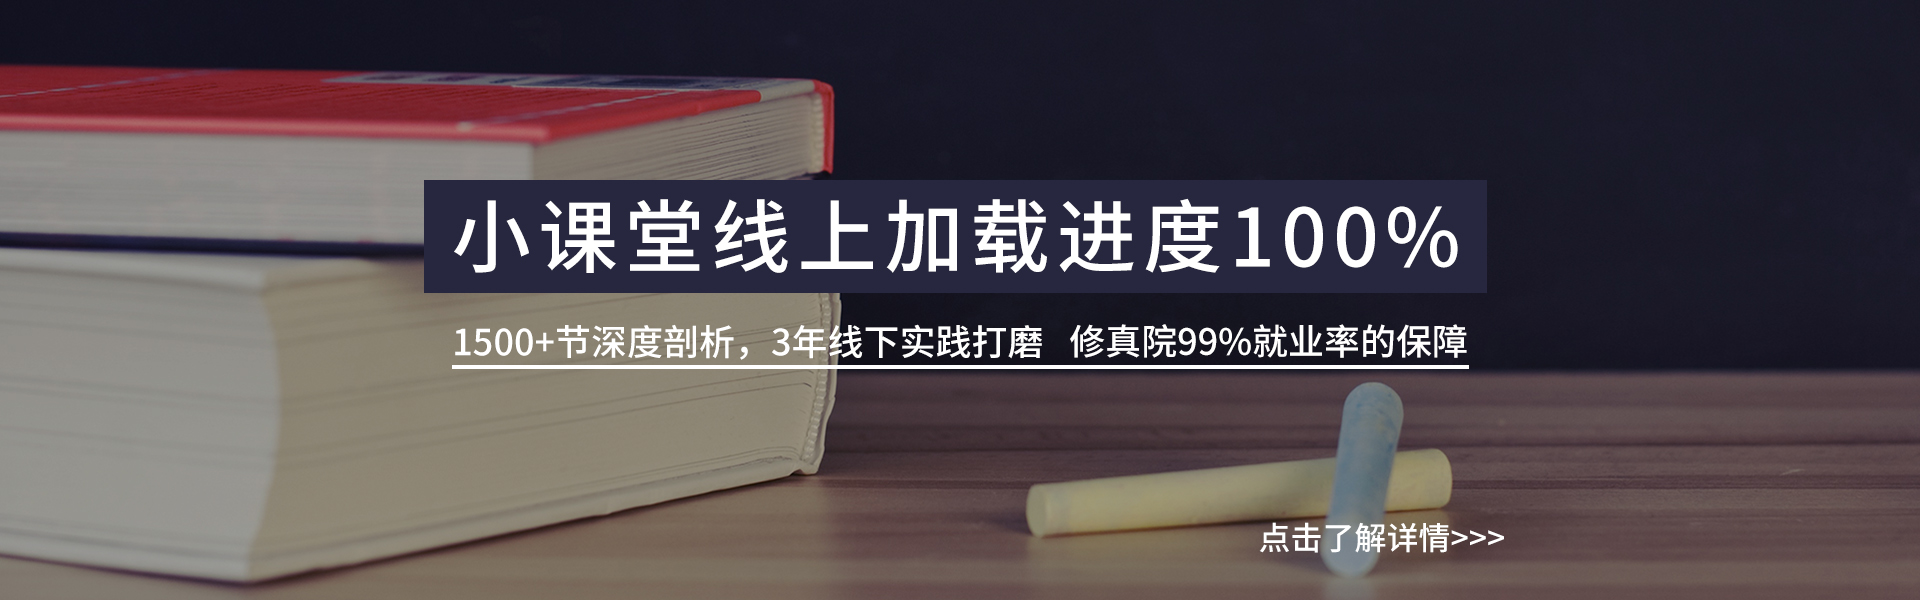 小课堂线上加载进度100%
1500+节深度剖析，3年线下实践打磨 修真院99%就业率的保障
点击了解详情>>>